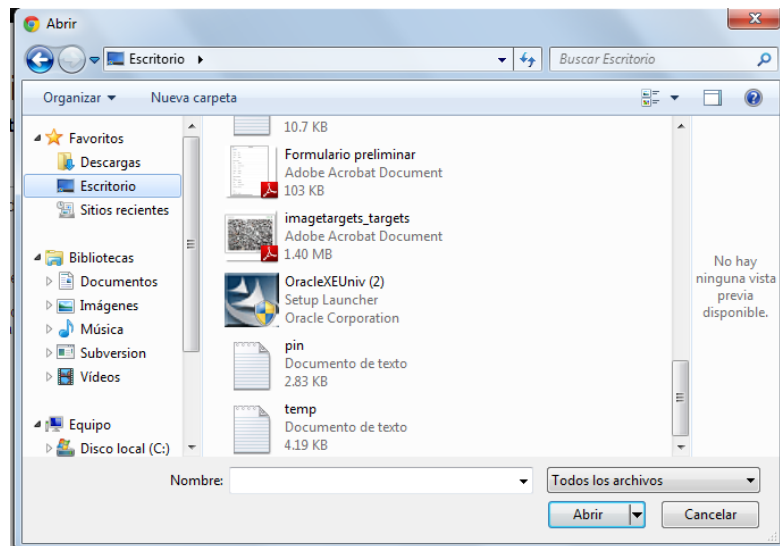 Abrir
Escritorio
Buscar Escritorio
Organizar
Nueva carpeta
Favoritos
Descargas
Escritorio
Sitios recientes
Bibliotecas
Documentos
Imágenes
Música
Subversion
Vídeos
Equipo
Disco local (C:)
10.7 KB
Formulario preliminar
Adobe Acrobat Document
103 KB
imagetargets_targets
Adobe Acrobat Document
1.40 MB
OracleXEUniv (2)
Setup Launcher
Oracle Corporation
pin
Documento de texto
2.83 KB
temp
Documento de texto
4.19 KB
No hay
ninguna vista
previa
disponible.
Nombre:
Todos los archivos
Abrir
Cancelar